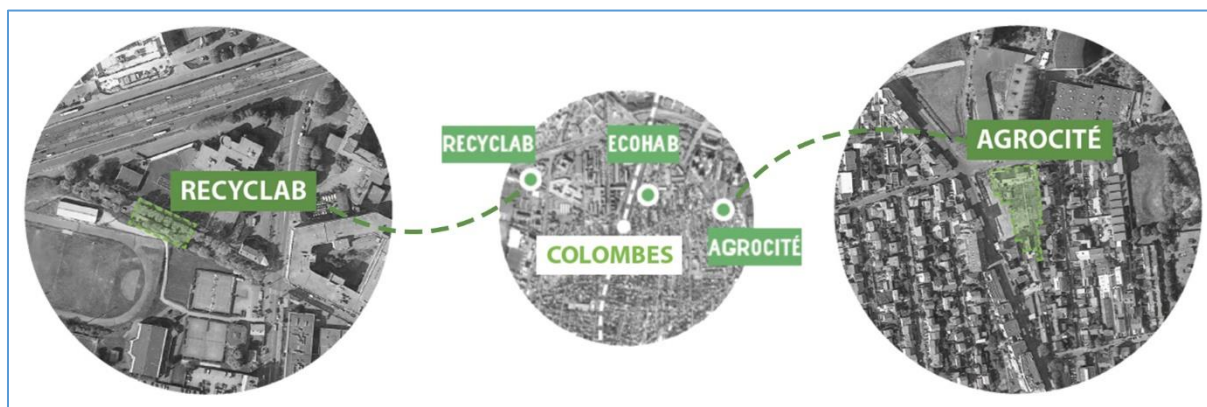 RECYCLAB
RECYCLAB
ECOHAB
COLOMBES
AGROCITÉ
AGROCITÉ